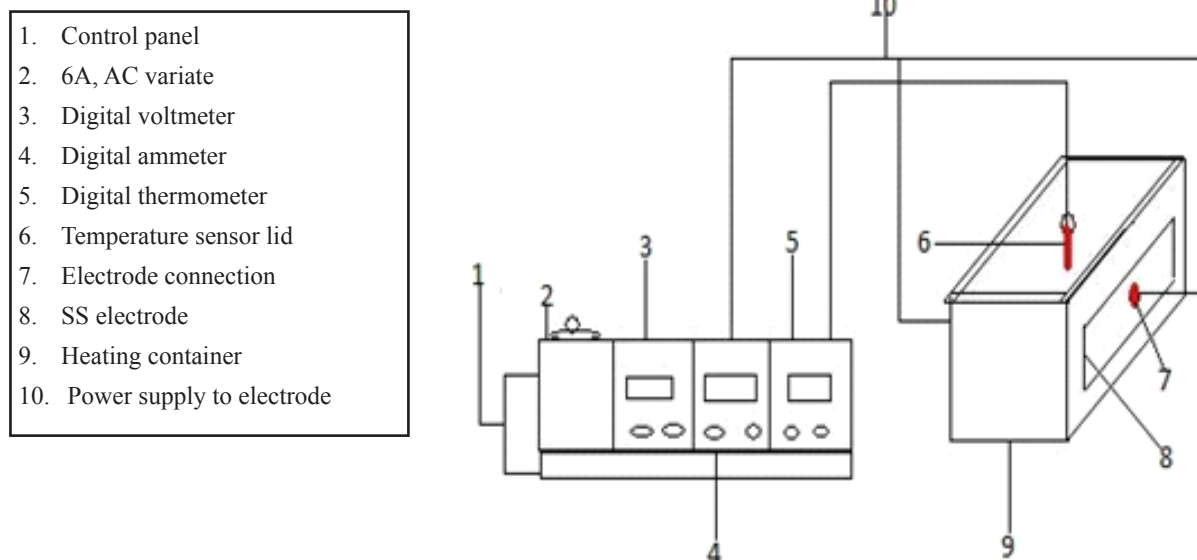 1. Control panel
2. 6A, AC variate
3. Digital voltmeter
4. Digital ammeter
5. Digital thermometer
6. Temperature sensor lid
7. Electrode connection
8. SS electrode
9. Heating container
10. Power supply to electrode
10
1
2
3
5
6
7
8
4
9